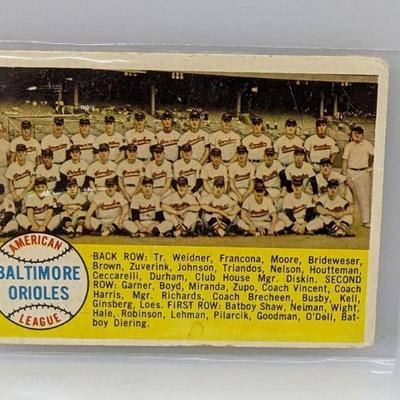 AMERICAN
BALTIMORE
ORIOLES
LEAGUE
BACK ROW: Tr. Weidner, Francona, Moore, Brideweser,
Brown, Zuverink, Johnson, Triandos, Nelson, Houtteman,
Ceccarelli, Durham, Club House Mgr. Diskin. SECOND
ROW: Garner, Boyd, Miranda, Zupo, Coach Vincent, Coach
Harris, Mgr. Richards, Coach Brecheen, Busby, Kell,
Ginsberg, Loes. FIRST ROW: Batboy Shaw, Neiman, Wight,
Hale, Robinson, Lehman, Pilarcik, Goodman, O'Dell, Bat-
boy Diering.